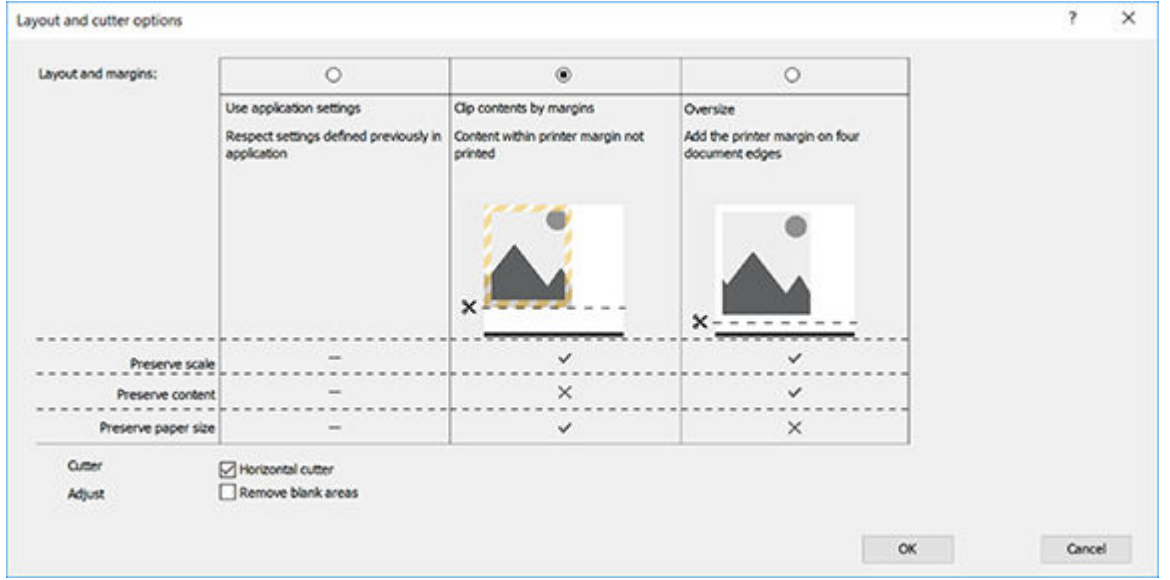 Layout and cutter options
Layout and margins:
Use application settings
Respect settings defined previously in
application
Clip contents by margins
Content within printer margin not
printed
Oversize
Add the printer margin on four
document edges
Preserve scale
Preserve content
Preserve paper size
Cutter
Horizontal cutter
Adjust
Remove blank areas
OK
Cancel